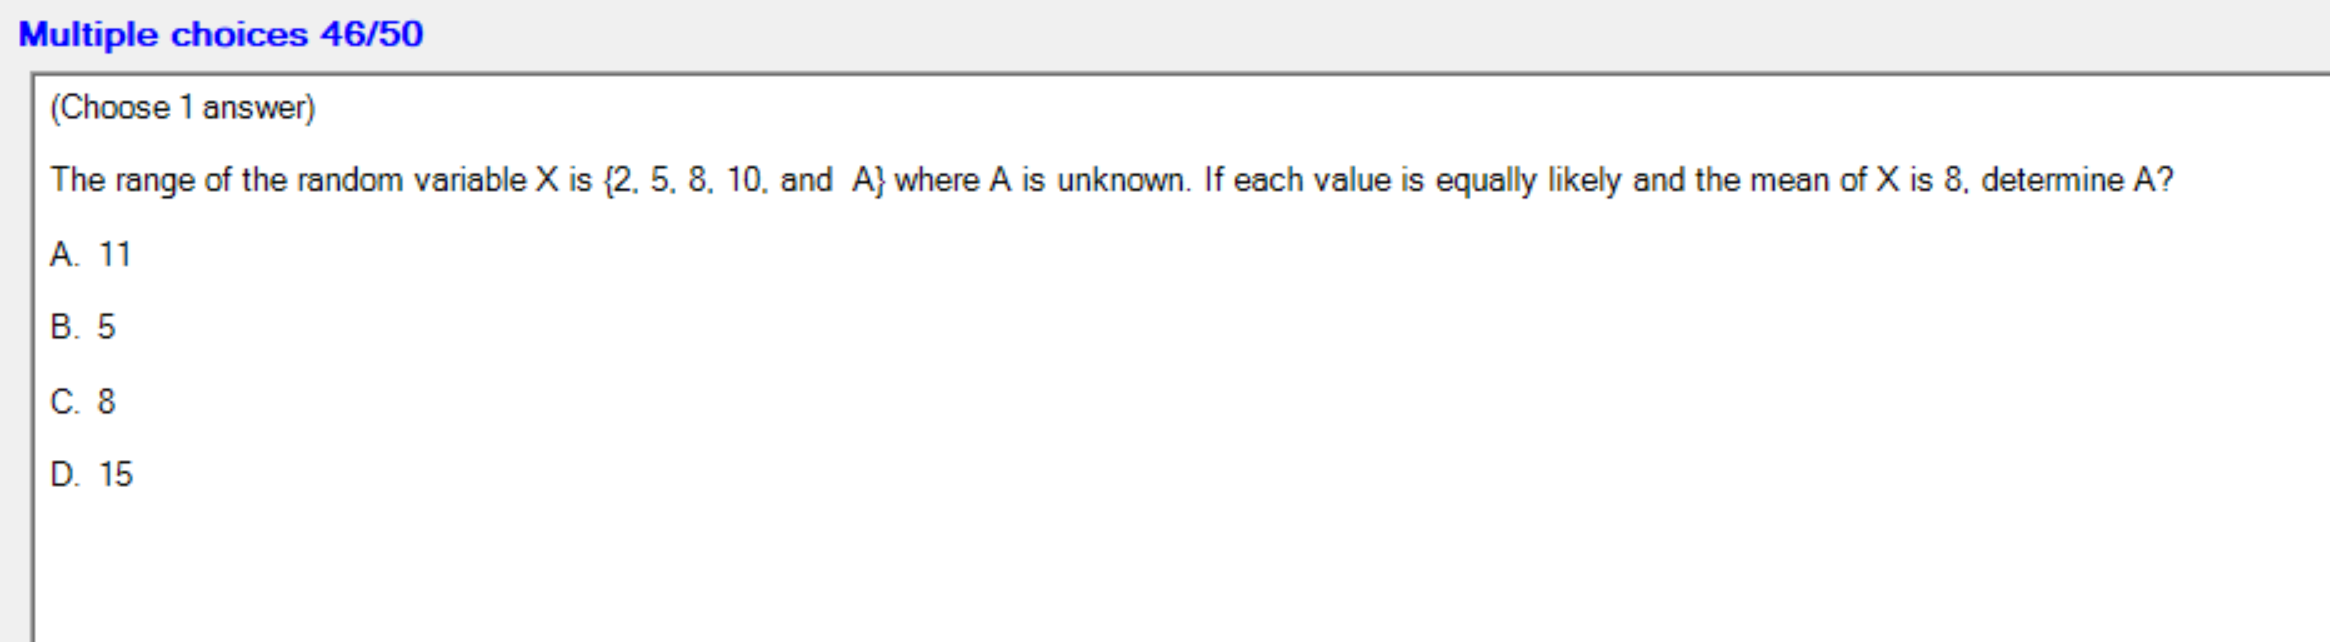 Multiple choices 46/50
(Choose 1 answer)
The range of the random variable X is {2, 5, 8, 10, and A} where A is unknown. If each value is equally likely and the mean of X is 8, determine A?
A. 11
B. 5
C. 8
D. 15